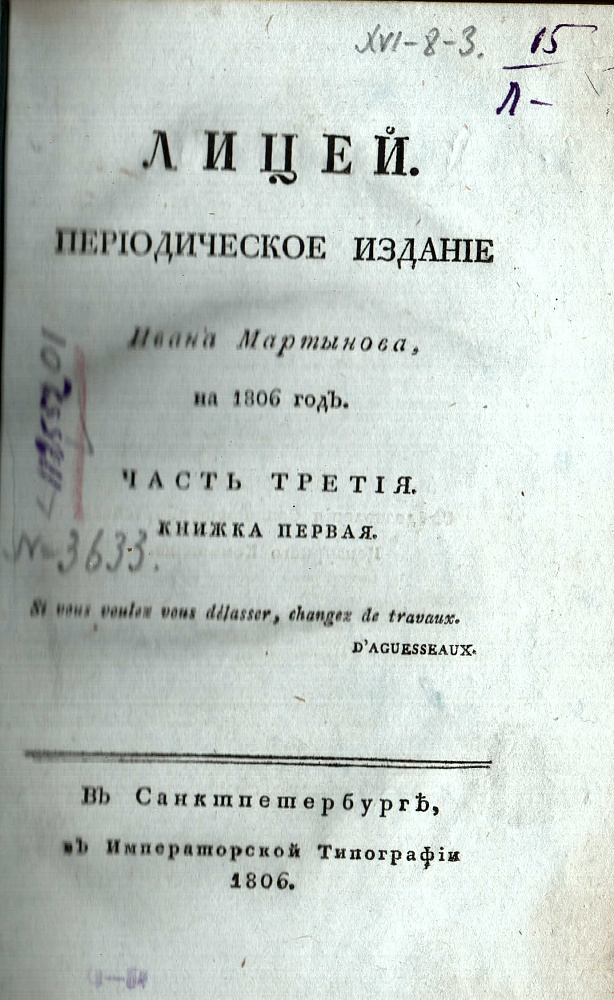 XVI-8-3.
15
Л-
ЛИЦЕЙ.
ПЕРІОДИЧЕСКОЕ ИЗДАНІЕ
Ивана Мартынова,
на 1806 годъ.
ЧАСТЬ ТРЕТІЯ.
КНИЖКА ПЕРВАЯ.
№ 3633.
Si vous voulez vous délasser, changez de travaux.
D'AGUESSEAUX.
Въ Санктпетербургѣ,
въ Императорской Типографіи
1806.